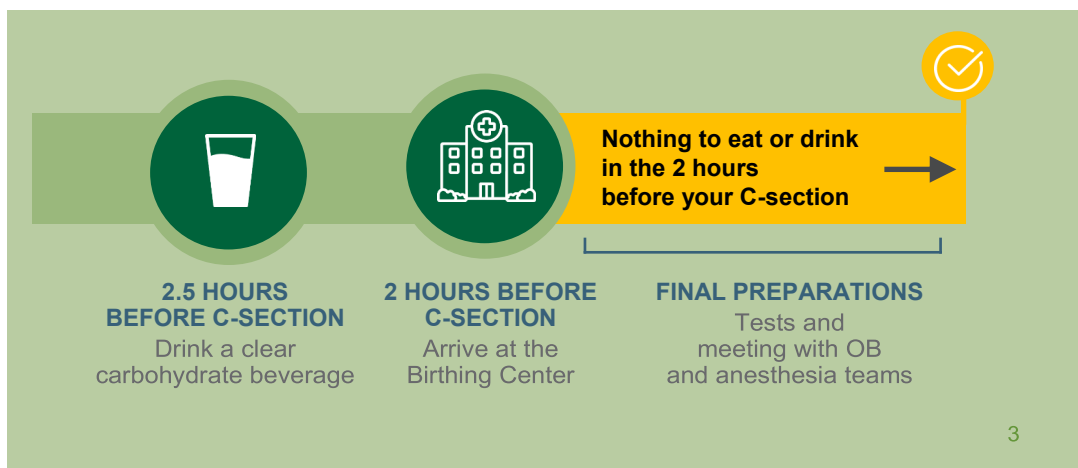 Nothing to eat or drink
in the 2 hours
before your C-section
2.5 HOURS
BEFORE C-SECTION
Drink a clear
carbohydrate beverage
2 HOURS BEFORE
C-SECTION
Arrive at the
Birthing Center
FINAL PREPARATIONS
Tests and
meeting with OB
and anesthesia teams
3